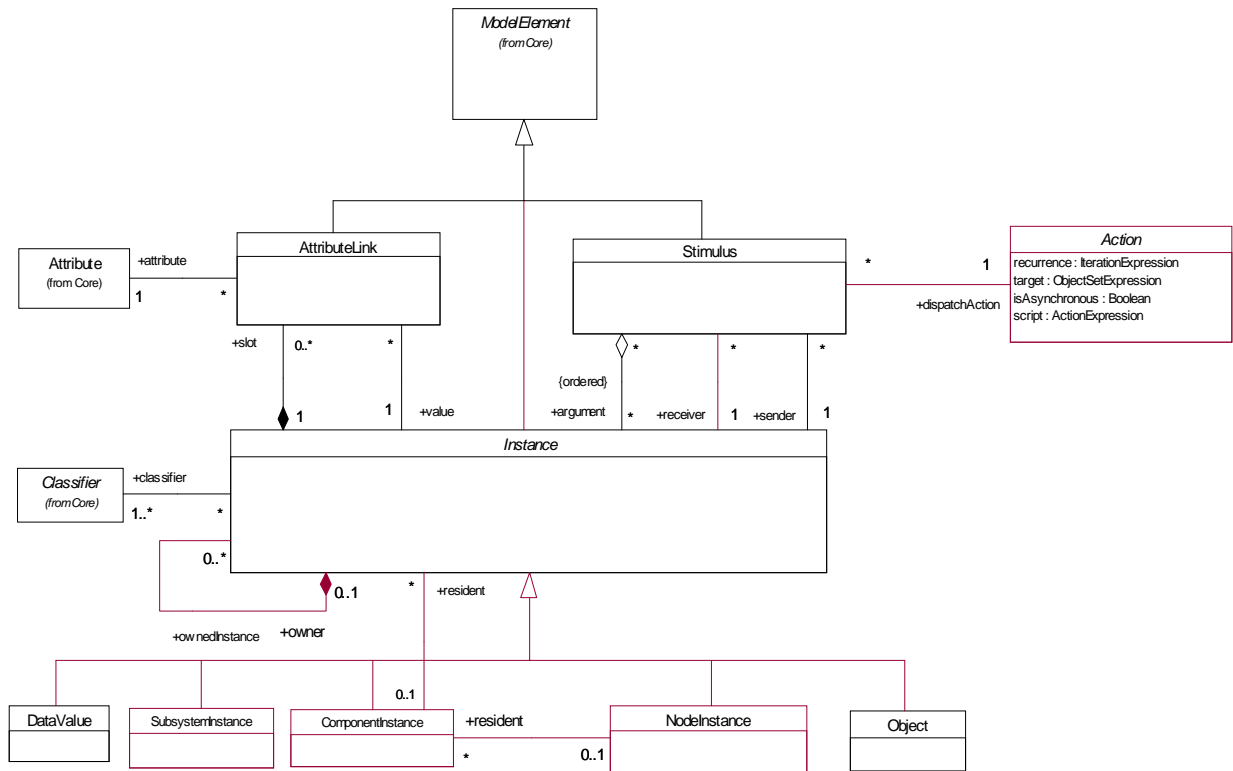 ModelElement
(from Core)
AttributeLink
Stimulus
Action
recurrence : IterationExpression
target : ObjectSetExpression
isAsynchronous : Boolean
script : ActionExpression
Attribute
(from Core)
+attribute
1
*
*
1
+dispatchAction
+slot
0..*
*
*
*
*
{ordered}
1
1
+value
+argument
*
+receiver
1
+sender
1
Instance
Classifier
(from Core)
+classifier
1..*
*
0..*
0..1
*
+resident
+ownedInstance
+owner
0..1
DataValue
SubsystemInstance
ComponentInstance
+resident
*
0..1
NodeInstance
Object